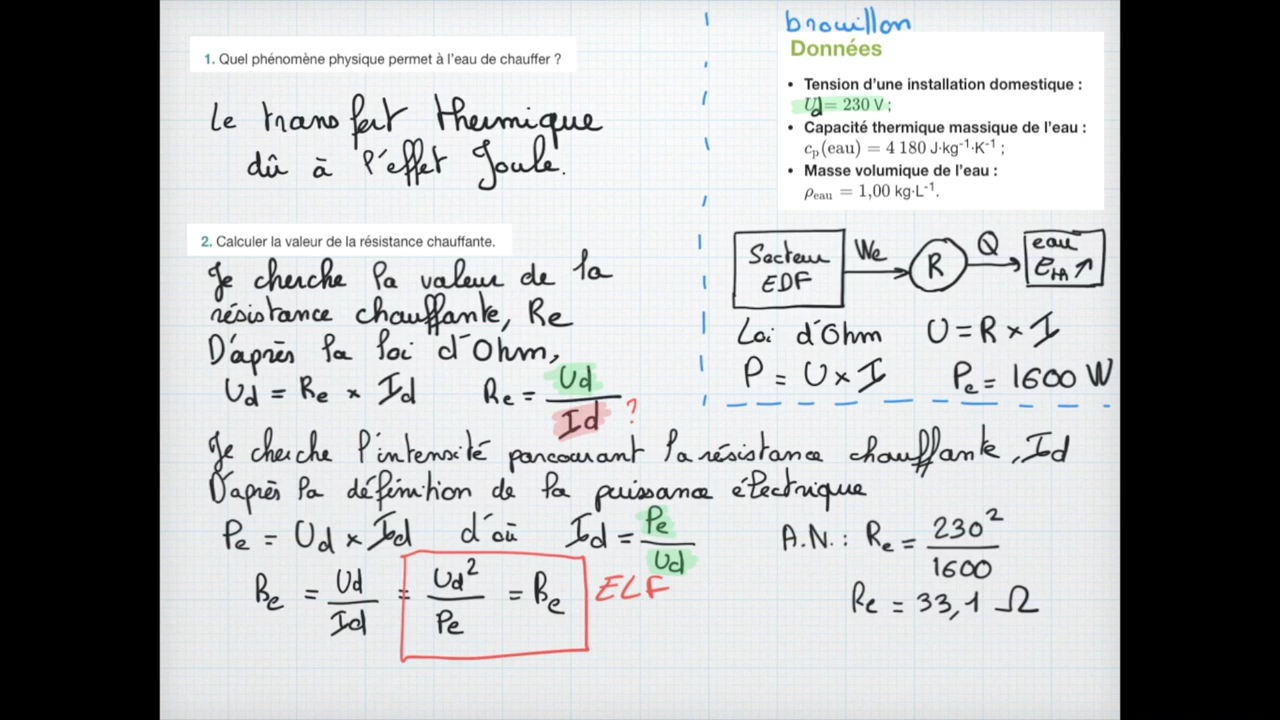 brouillon
1. Quel phénomène physique permet à l'eau de chauffer ?
Le transfert thermique
dû à l'effet Joule.
Données
• Tension d'une installation domestique :
Ud = 230 V ;
• Capacité thermique massique de l'eau :
cp(eau) = 4 180 J·kg⁻¹·K⁻¹ ;
• Masse volumique de l'eau :
ρeau = 1,00 kg·L⁻¹.
Secteur
EDF
We
R
Q
eau
↗
Loi d'Ohm U = R × I
P = U × I Pe = 1600 W
2. Calculer la valeur de la résistance chauffante.
Je cherche la valeur de la
résistance chauffante, Re
D'après la loi d'Ohm,
Ud = Re × Id Re = Ud / Id ?
Je cherche l'intensité parcourant la résistance chauffante, Id
D'après la définition de la puissance électrique
Pe = Ud × Id d'où Id = Pe / Ud
Re = Ud / Id = Ud² / Pe = Re ELF
A.N. : Re = 230² / 1600
Re = 33,1 Ω